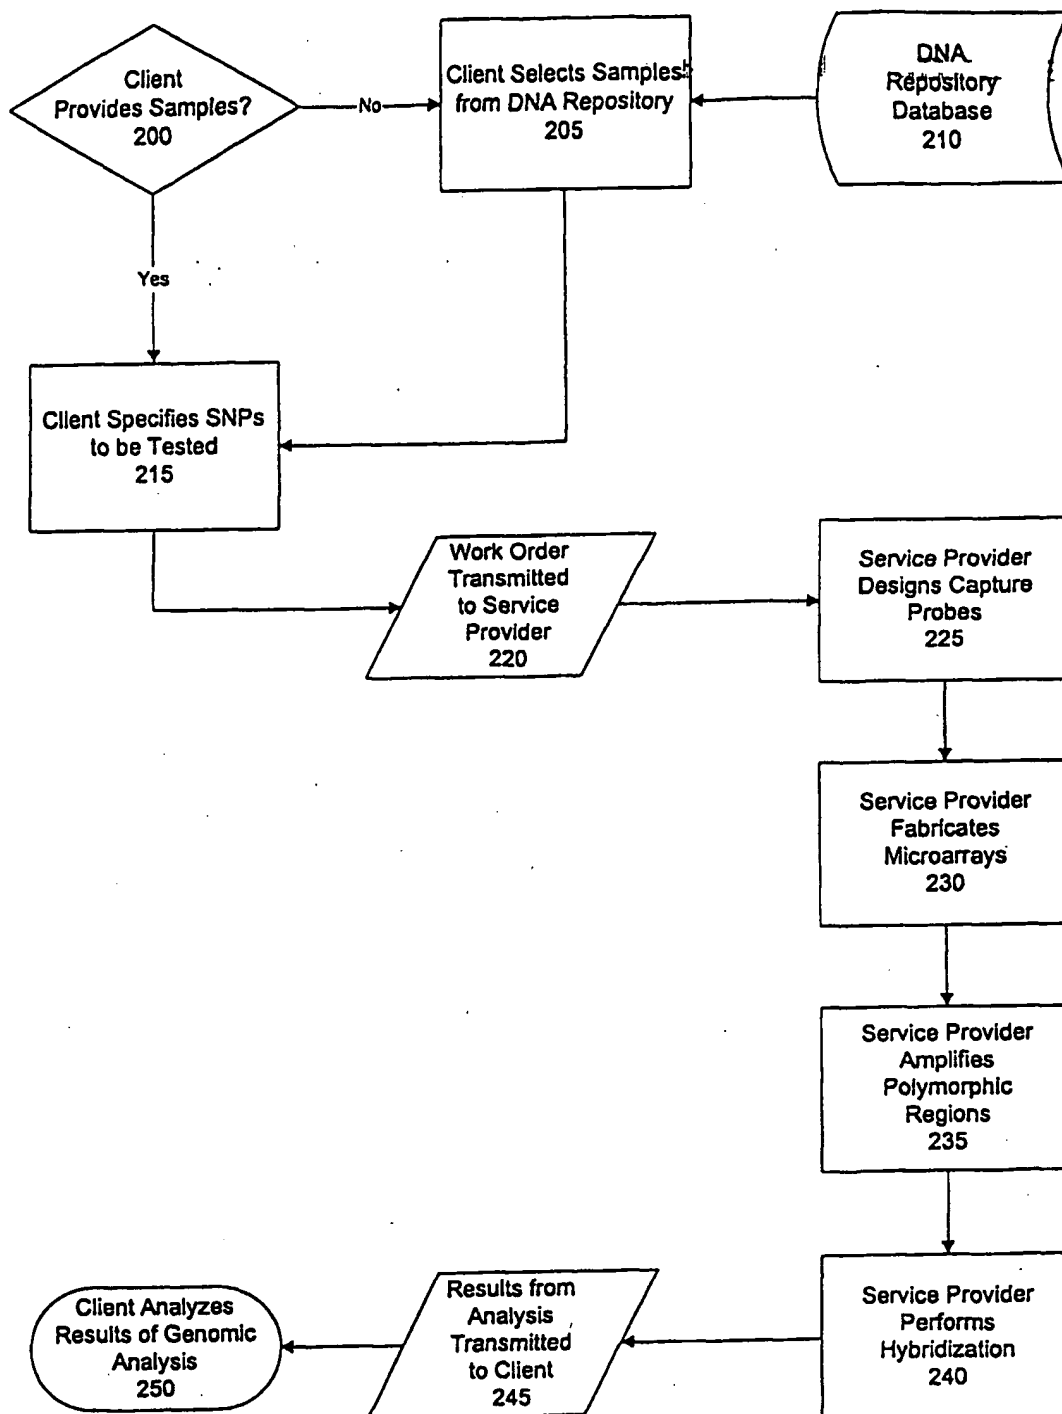 Client
Provides Samples?
200
No
Client Selects Samples
from DNA Repository
205
DNA
Repository
Database
210
Yes
Client Specifies SNPs
to be Tested
215
Work Order
Transmitted
to Service
Provider
220
Service Provider
Designs Capture
Probes
225
Service Provider
Fabricates
Microarrays
230
Service Provider
Amplifies
Polymorphic
Regions
235
Service Provider
Performs
Hybridization
240
Results from
Analysis
Transmitted
to Client
245
Client Analyzes
Results of Genomic
Analysis
250